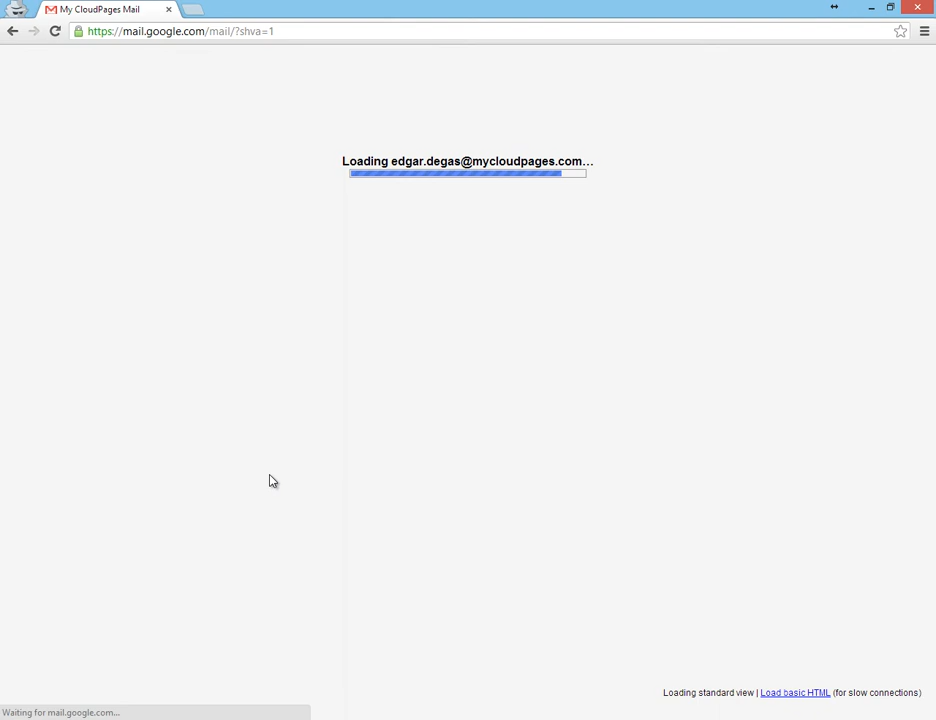 My CloudPages Mail
https://mail.google.com/mail/?shva=1
Loading edgar.degas@mycloudpages.com…
Loading standard view | Load basic HTML (for slow connections)
Waiting for mail.google.com...